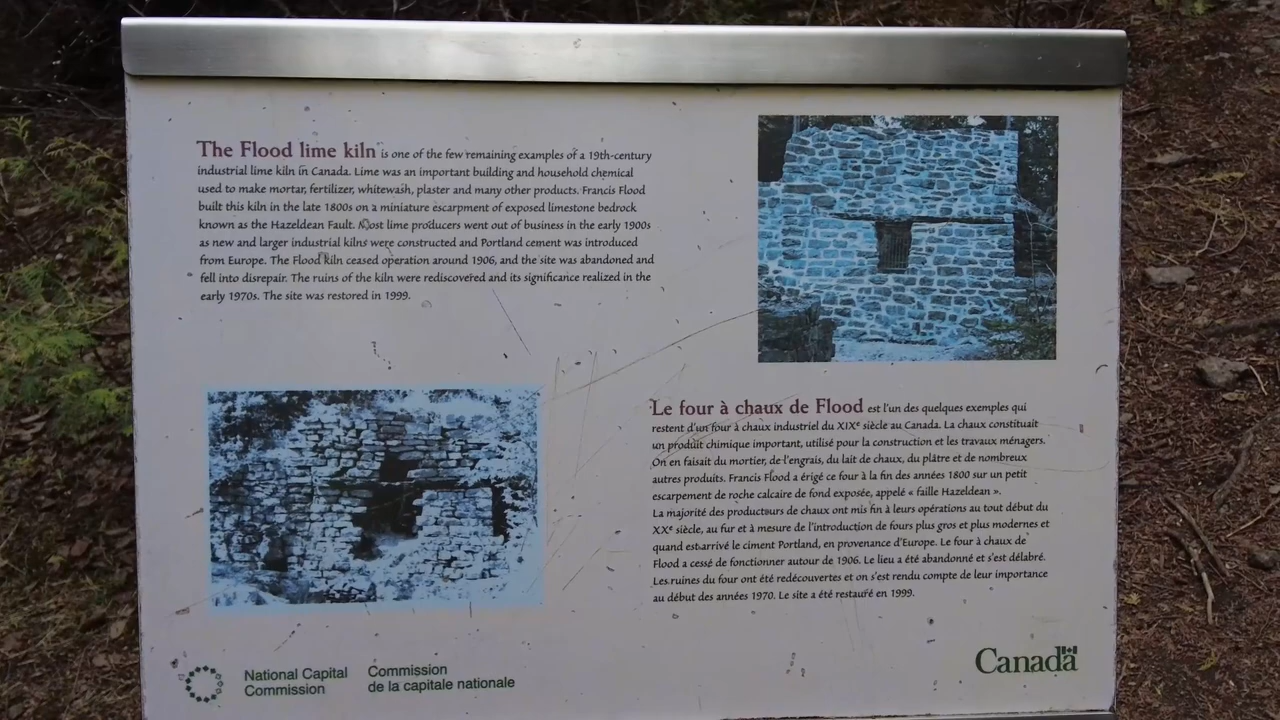 The Flood lime kiln is one of the few remaining examples of a 19th-century
industrial lime kiln in Canada. Lime was an important building and household chemical
used to make mortar, fertilizer, whitewash, plaster and many other products. Francis Flood
built this kiln in the late 1800s on a miniature escarpment of exposed limestone bedrock
known as the Hazeldean Fault. Most lime producers went out of business in the early 1900s
as new and larger industrial kilns were constructed and Portland cement was introduced
from Europe. The Flood kiln ceased operation around 1906, and the site was abandoned and
fell into disrepair. The ruins of the kiln were rediscovered and its significance realized in the
early 1970s. The site was restored in 1999.
Le four à chaux de Flood est l'un des quelques exemples qui
restent d'un four à chaux industriel du XIXe siècle au Canada. La chaux constituait
un produit chimique important, utilisé pour la construction et les travaux ménagers.
On en faisait du mortier, de l'engrais, du lait de chaux, du plâtre et de nombreux
autres produits. Francis Flood a érigé ce four à la fin des années 1800 sur un petit
escarpement de roche calcaire de fond exposée, appelé « faille Hazeldean ».
La majorité des producteurs de chaux ont mis fin à leurs opérations au tout début du
XXe siècle, au fur et à mesure de l'introduction de fours plus gros et plus modernes et
quand est arrivé le ciment Portland, en provenance d'Europe. Le four à chaux de
Flood a cessé de fonctionner autour de 1906. Le lieu a été abandonné et s'est délabré.
Les ruines du four ont été redécouvertes et on s'est rendu compte de leur importance
au début des années 1970. Le site a été restauré en 1999.
National Capital
Commission
Commission
de la capitale nationale
Canada